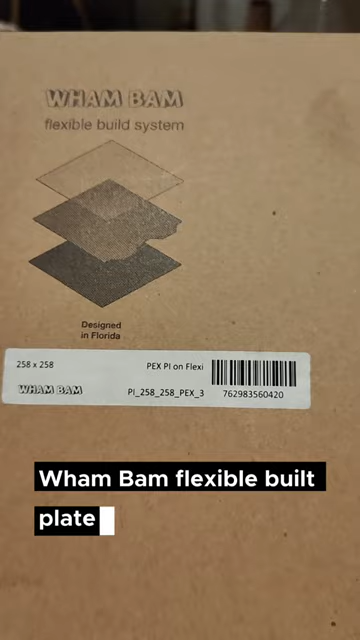 WHAM BAM
flexible build system
Designed
in Florida
258 x 258
PEX PI on Flexi
WHAM BAM
PI_258_258_PEX_3
762983560420
Wham Bam flexible built
plate